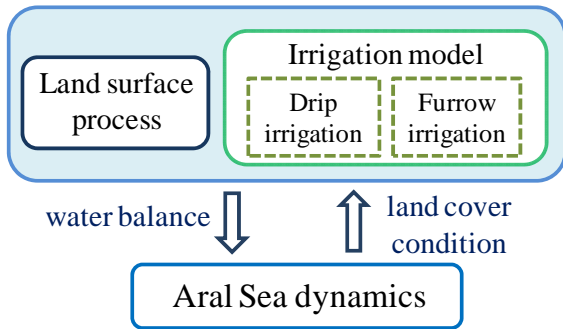 Land surface
process
Irrigation model
Drip
irrigation
Furrow
irrigation
water balance
land cover
condition
Aral Sea dynamics